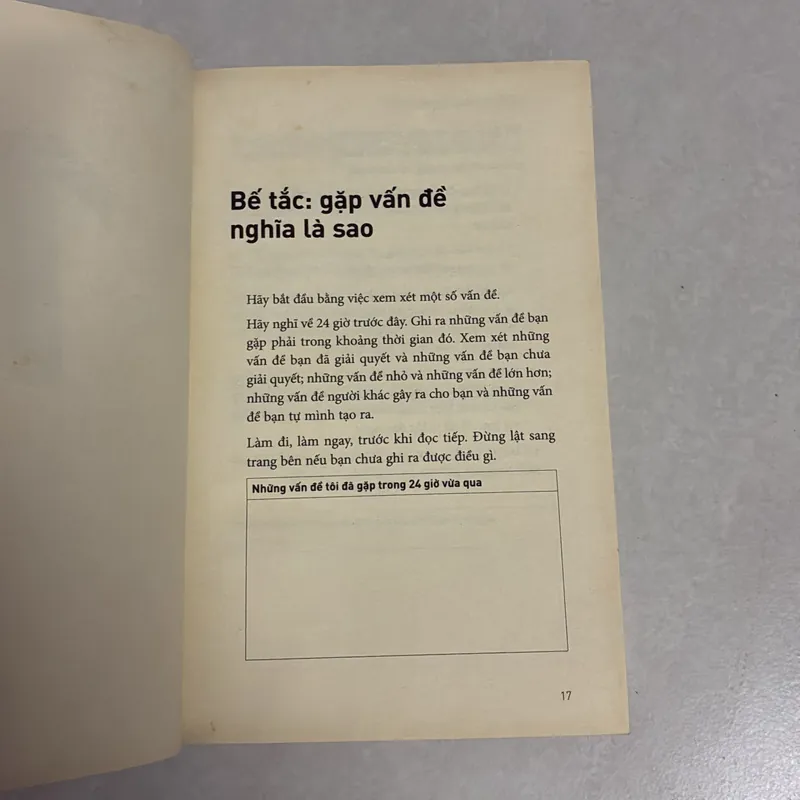 Bế tắc: gặp vấn đề
nghĩa là sao
Hãy bắt đầu bằng việc xem xét một số vấn đề.
Hãy nghĩ về 24 giờ trước đây. Ghi ra những vấn đề bạn
gặp phải trong khoảng thời gian đó. Xem xét những
vấn đề bạn đã giải quyết và những vấn đề bạn chưa
giải quyết; những vấn đề nhỏ và những vấn đề lớn hơn;
những vấn đề người khác gây ra cho bạn và những vấn
đề bạn tự mình tạo ra.
Làm đi, làm ngay, trước khi đọc tiếp. Đừng lật sang
trang bên nếu bạn chưa ghi ra được điều gì.
Những vấn đề tôi đã gặp trong 24 giờ vừa qua
17